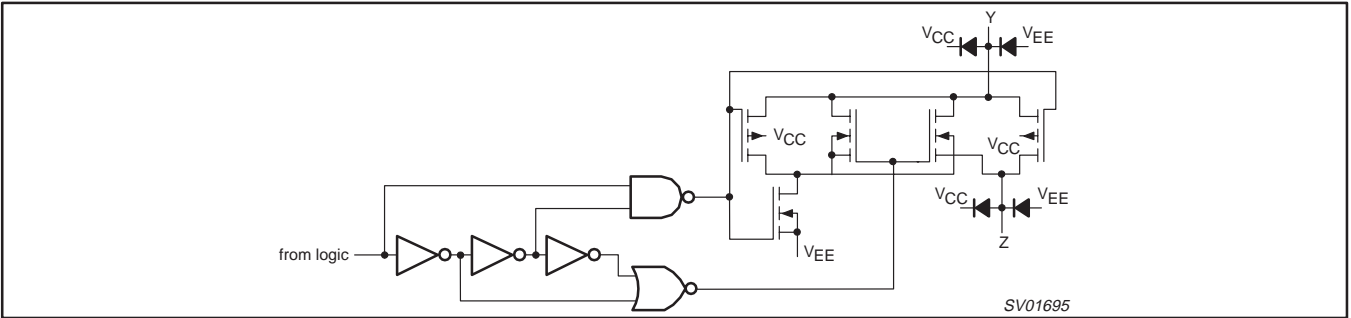 Y
VCC
VEE
VCC
VCC
VCC
VEE
VEE
Z
from logic
SV01695